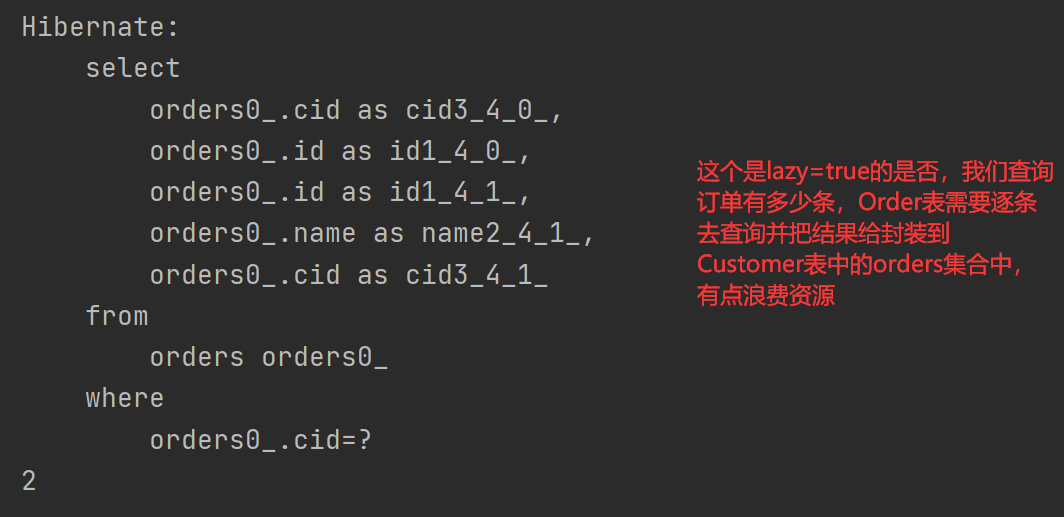 Hibernate:
select
orders0_.cid as cid3_4_0_,
orders0_.id as id1_4_0_,
orders0_.id as id1_4_1_,
orders0_.name as name2_4_1_,
orders0_.cid as cid3_4_1_
from
orders orders0_
where
orders0_.cid=?
2
这个是lazy=true的是否，我们查询
订单有多少条，Order表需要逐条
去查询并把结果给封装到
Customer表中的orders集合中，
有点浪费资源